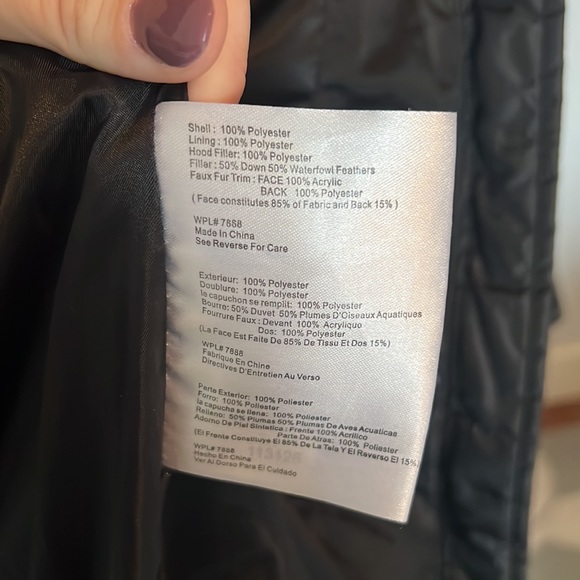 Shell: 100% Polyester
Lining: 100% Polyester
Hood Filler: 100% Polyester
Filler: 50% Down 50% Waterfowl Feathers
Faux Fur Trim: FACE 100% Acrylic
BACK 100% Polyester
( Face constitutes 85% of Fabric and Back 15% )
WPL# 7888
Made In China
See Reverse For Care
Exterieur: 100% Polyester
Doublure: 100% Polyester
le capuchon se remplit: 100% Polyester
Bourre: 50% Duvet 50% Plumes D'Oiseaux Aquatiques
Fourrure Faux: Devant 100% Acrylique
Dos: 100% Polyester
(La Face Est Faite De 85% De Tissu Et Dos 15%)
WPL# 7888
Fabrique En Chine
Directives D'Entretien Au Verso
Parte Exterior: 100% Poliester
Forro: 100% Poliester
la capucha se llena: 100% Poliester
Relleno: 50% Plumas 50% Plumas De Aves Acuaticas
Adorno De Piel Sintetica: Frente 100% Acrilico
Parte De Atras: 100% Poliester
(El Frente Constituye El 85% De La Tela Y El Reverso El 15%)
WPL# 7888
Hecho En China
Ver Al Dorso Para El Cuidado